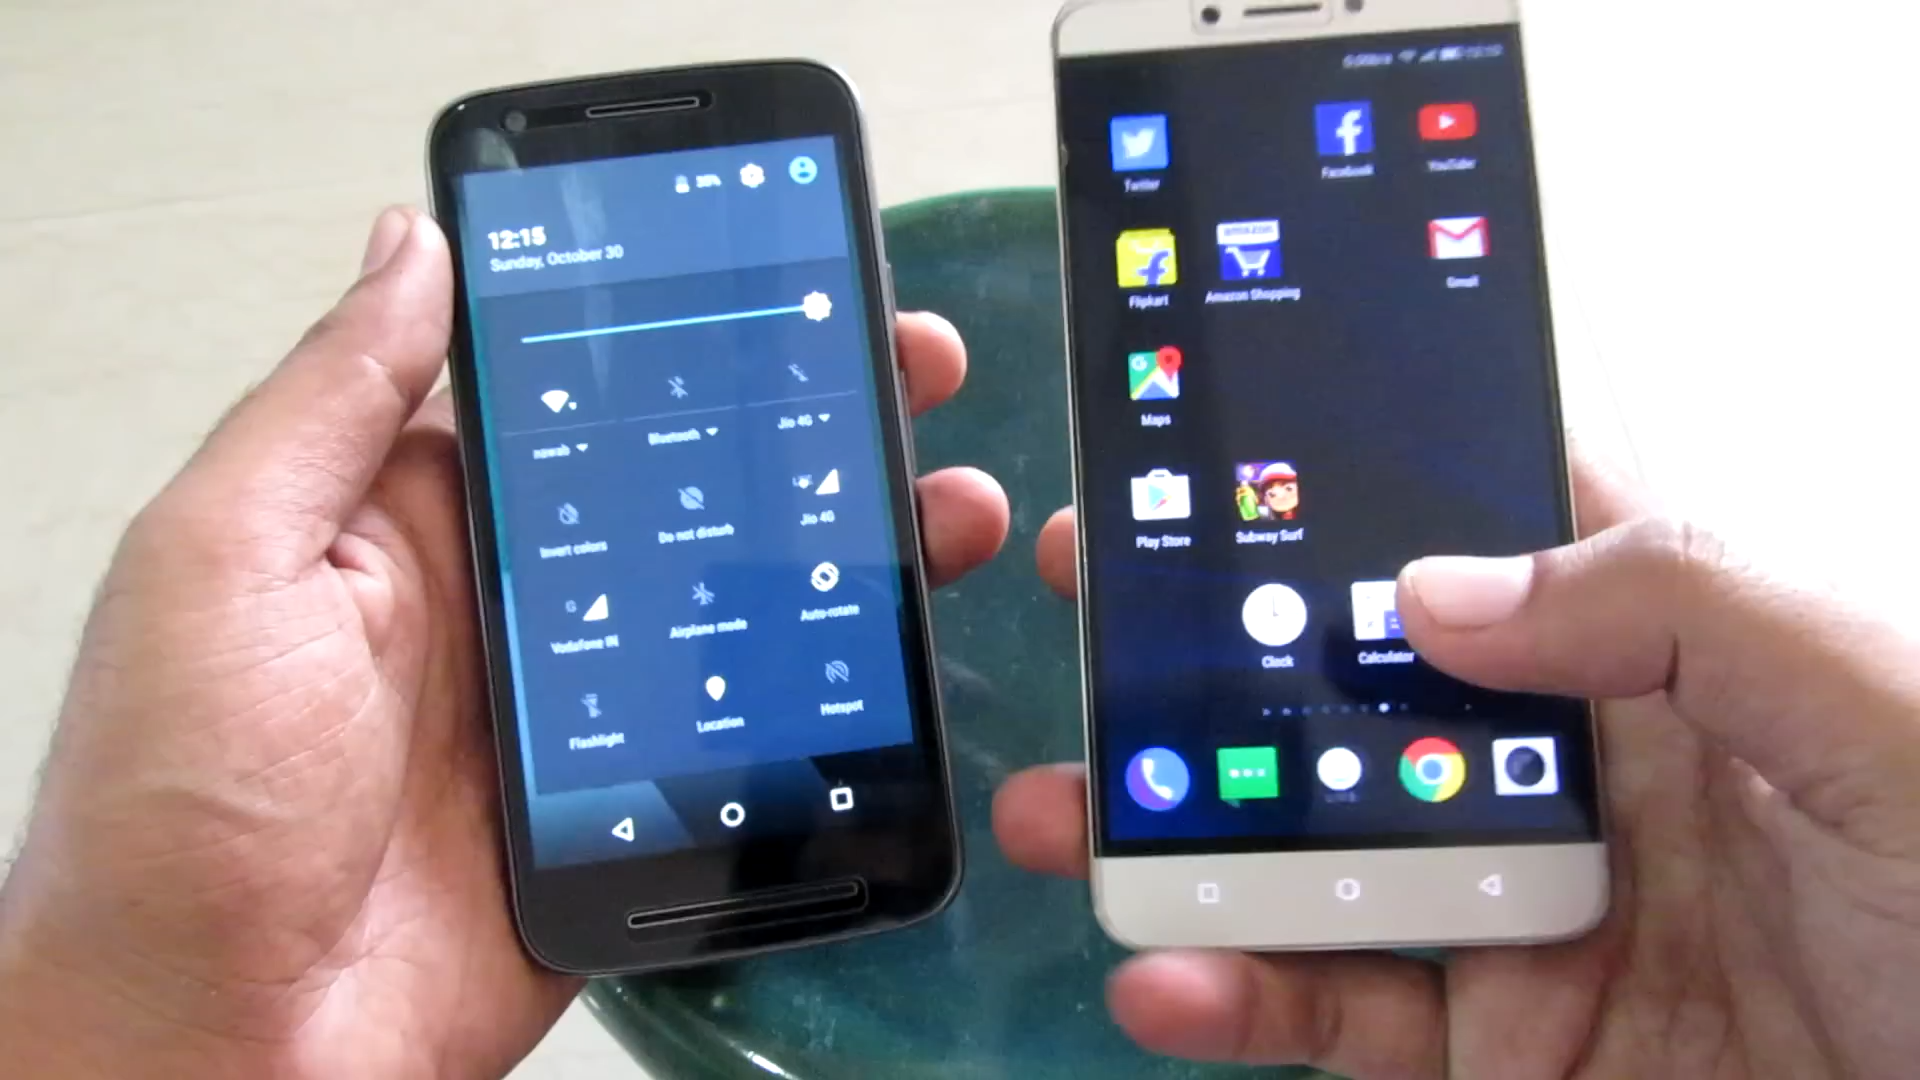 12:15
Sunday, October 30
nawab
Bluetooth
Jio 4G
Invert colors
Do not disturb
Jio 4G
G
Vodafone IN
Airplane mode
Auto-rotate
Flashlight
Location
Hotspot
Twitter
Facebook
YouTube
Flipkart
amazon
Amazon Shopping
Gmail
G
Maps
Play Store
Subway Surf
Clock
Calculator